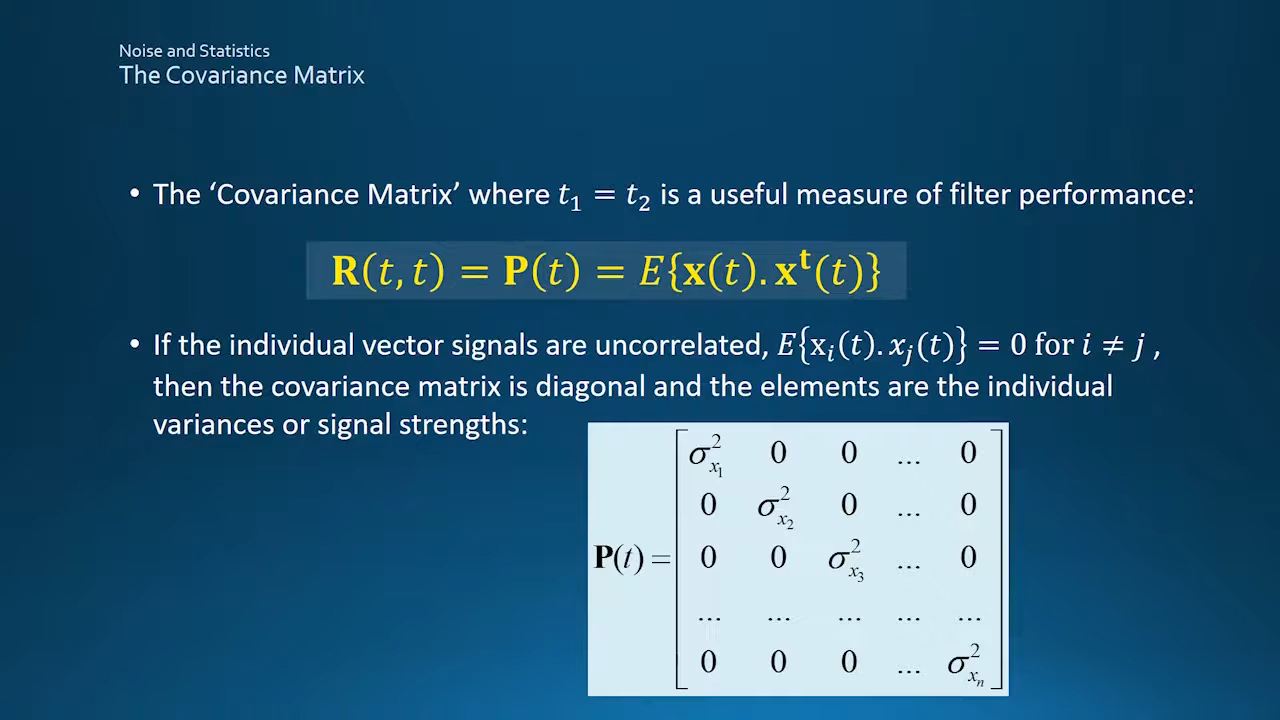 Noise and Statistics
The Covariance Matrix
• The ‘Covariance Matrix’ where t₁ = t₂ is a useful measure of filter performance:
R(t, t) = P(t) = E{x(t). xᵗ(t)}
• If the individual vector signals are uncorrelated, E{xᵢ(t). xⱼ(t)} = 0 for i ≠ j ,
then the covariance matrix is diagonal and the elements are the individual
variances or signal strengths:
σ²ₓ₁ 0 0 ... 0
0 σ²ₓ₂ 0 ... 0
P(t) = 0 0 σ²ₓ₃ ... 0
... ... ... ... ...
0 0 0 ... σ²ₓₙ